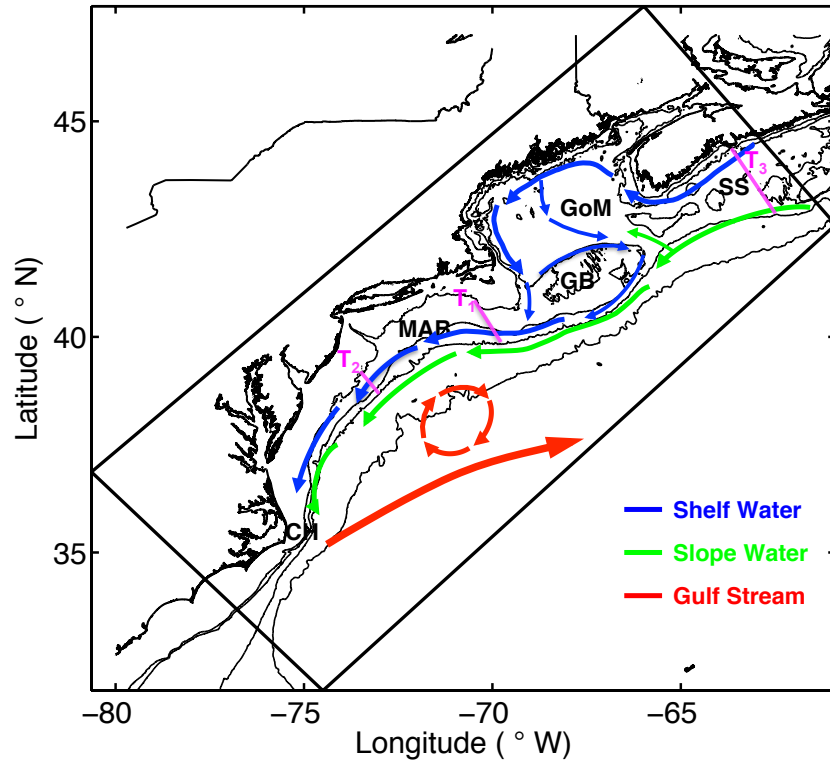 45
40
35
Latitude ( ° N)
T₃
SS
GoM
GB
T₁
MAB
T₂
CH
Shelf Water
Slope Water
Gulf Stream
−80
−75
−70
−65
Longitude ( ° W)